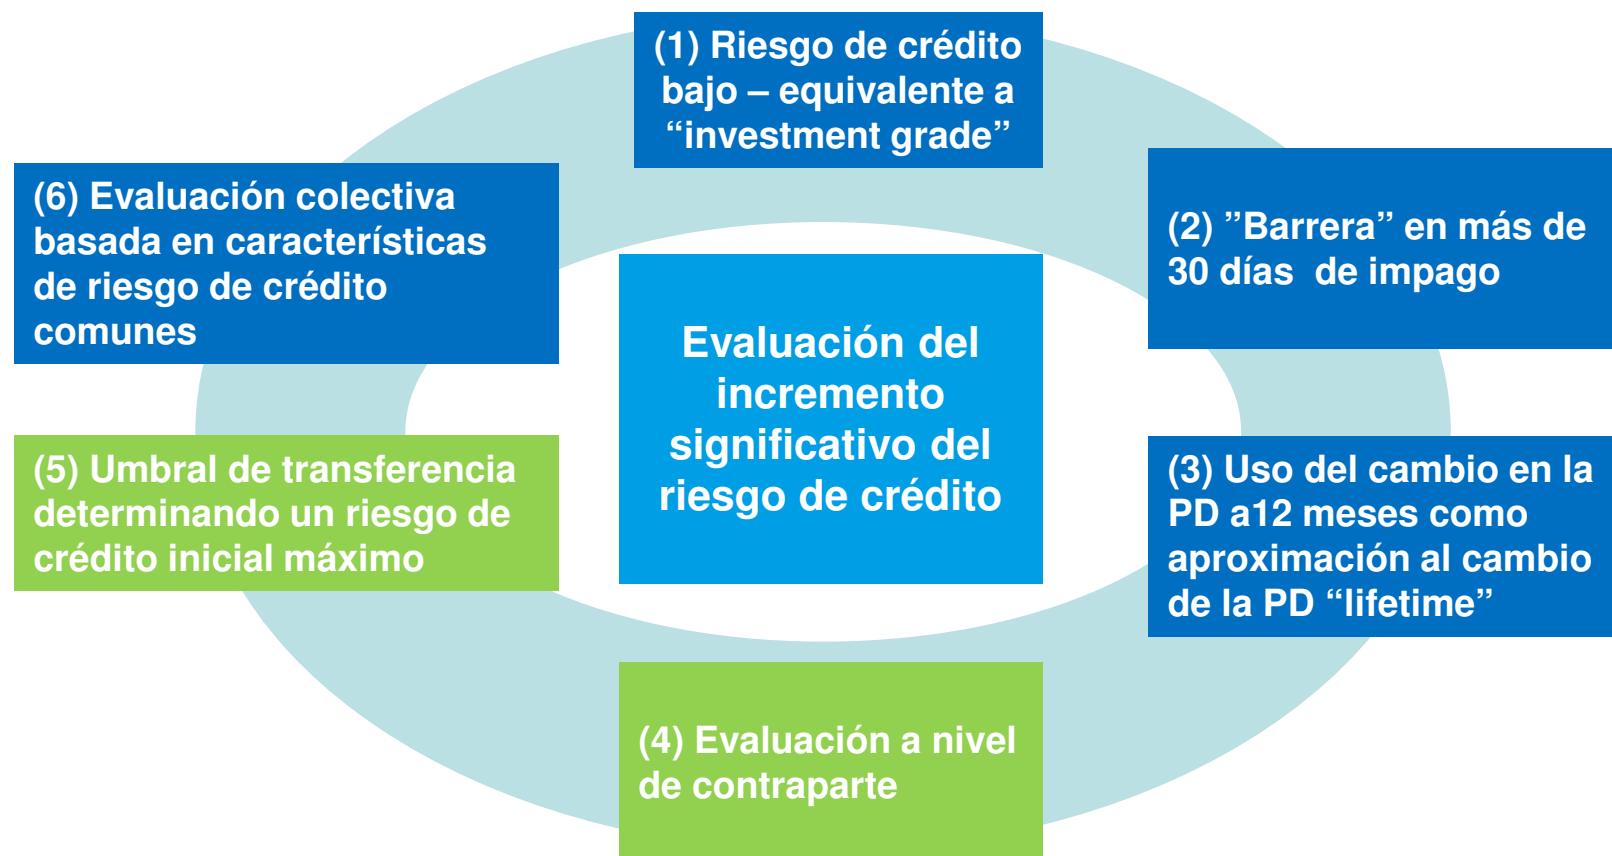 (1) Riesgo de crédito
bajo – equivalente a
“investment grade”
(2) ”Barrera” en más de
30 días  de impago
(3) Uso del cambio en la
PD a12 meses como
aproximación al cambio
de la PD “lifetime”
(4) Evaluación a nivel
de contraparte
(5) Umbral de transferencia
determinando un riesgo de
crédito inicial máximo
(6) Evaluación colectiva
basada en características
de riesgo de crédito
comunes
Evaluación del
incremento
significativo del
riesgo de crédito